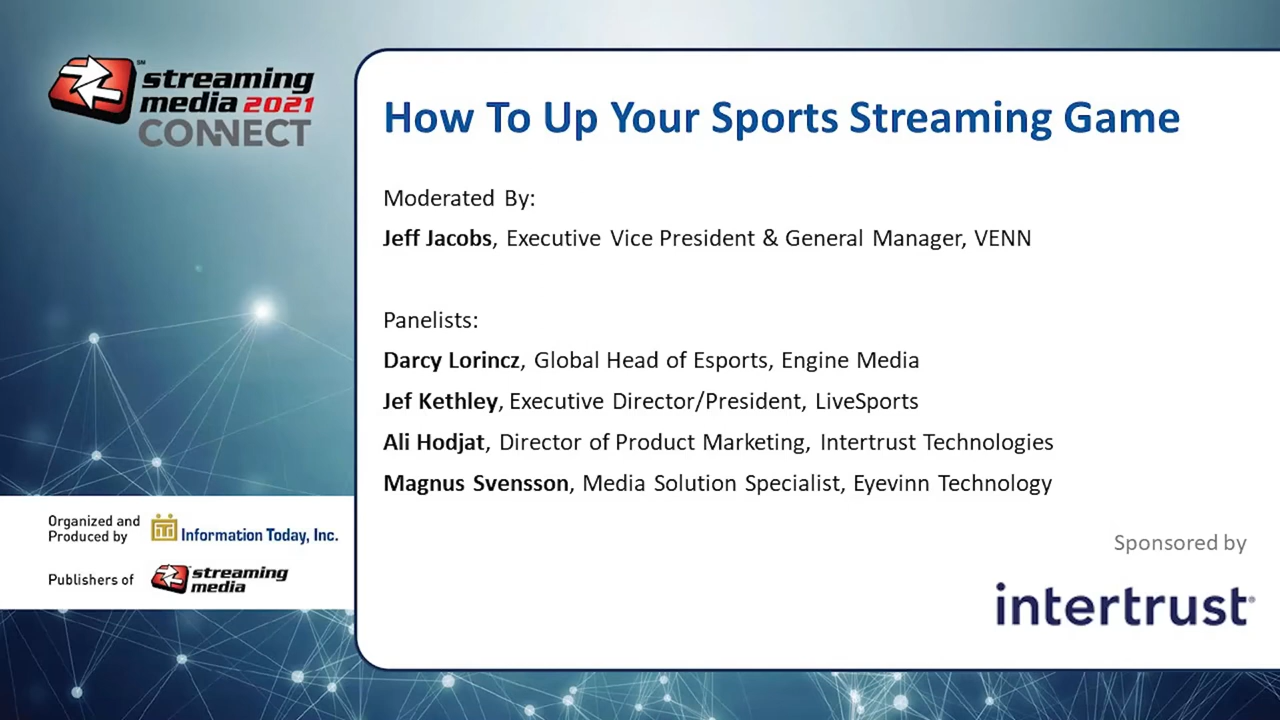 SM
streaming
media 2021
CONNECT
How To Up Your Sports Streaming Game
Moderated By:
Jeff Jacobs, Executive Vice President & General Manager, VENN
Panelists:
Darcy Lorincz, Global Head of Esports, Engine Media
Jef Kethley, Executive Director/President, LiveSports
Ali Hodjat, Director of Product Marketing, Intertrust Technologies
Magnus Svensson, Media Solution Specialist, Eyevinn Technology
Organized and
Produced by
Information Today, Inc.
Publishers of
streaming
media
Sponsored by
intertrust